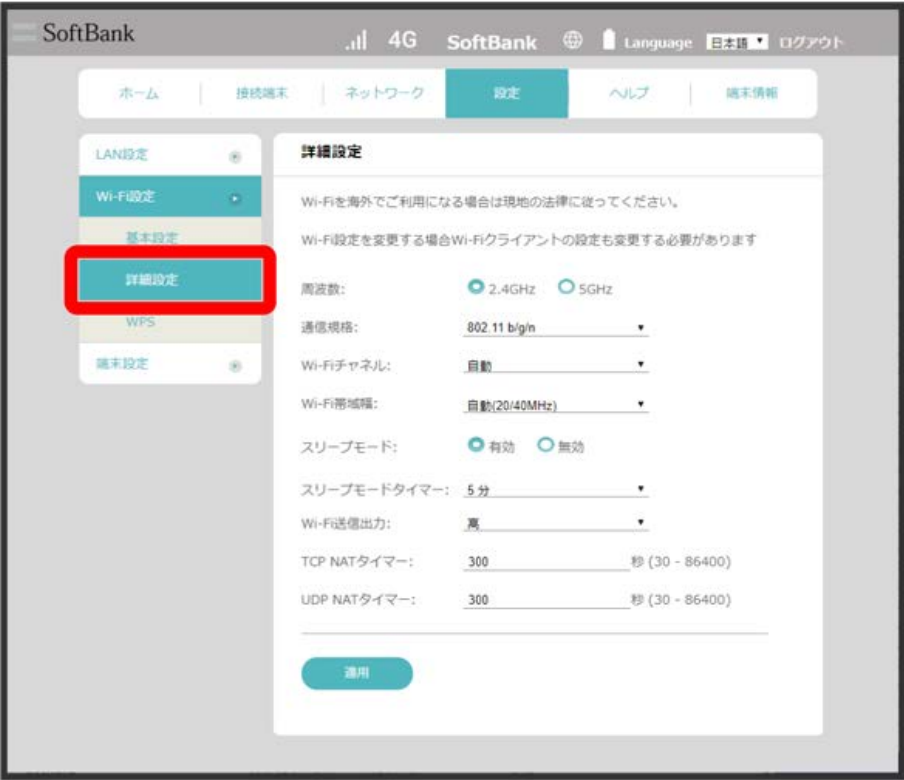 SoftBank
4G SoftBank Language 日本語 ログアウト
ホーム 接続端末 ネットワーク 設定 ヘルプ 端末情報
LAN設定
Wi-Fi設定
基本設定
詳細設定
WPS
端末設定
詳細設定
Wi-Fiを海外でご利用になる場合は現地の法律に従ってください。
Wi-Fi設定を変更する場合Wi-Fiクライアントの設定も変更する必要があります
周波数: 2.4GHz 5GHz
通信規格: 802.11 b/g/n
Wi-Fiチャネル: 自動
Wi-Fi帯域幅: 自動(20/40MHz)
スリープモード: 有効 無効
スリープモードタイマー: 5 分
Wi-Fi送信出力: 高
TCP NATタイマー: 300 秒 (30 - 86400)
UDP NATタイマー: 300 秒 (30 - 86400)
適用